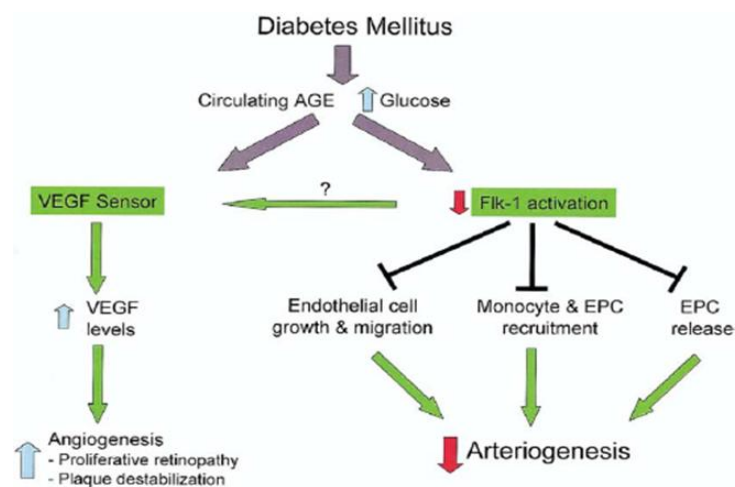 Diabetes Mellitus
Circulating AGE
Glucose
?
VEGF Sensor
Flk-1 activation
VEGF
levels
Endothelial cell
growth & migration
Monocyte & EPC
recruitment
EPC
release
Angiogenesis
- Proliferative retinopathy
- Plaque destabilization
Arteriogenesis